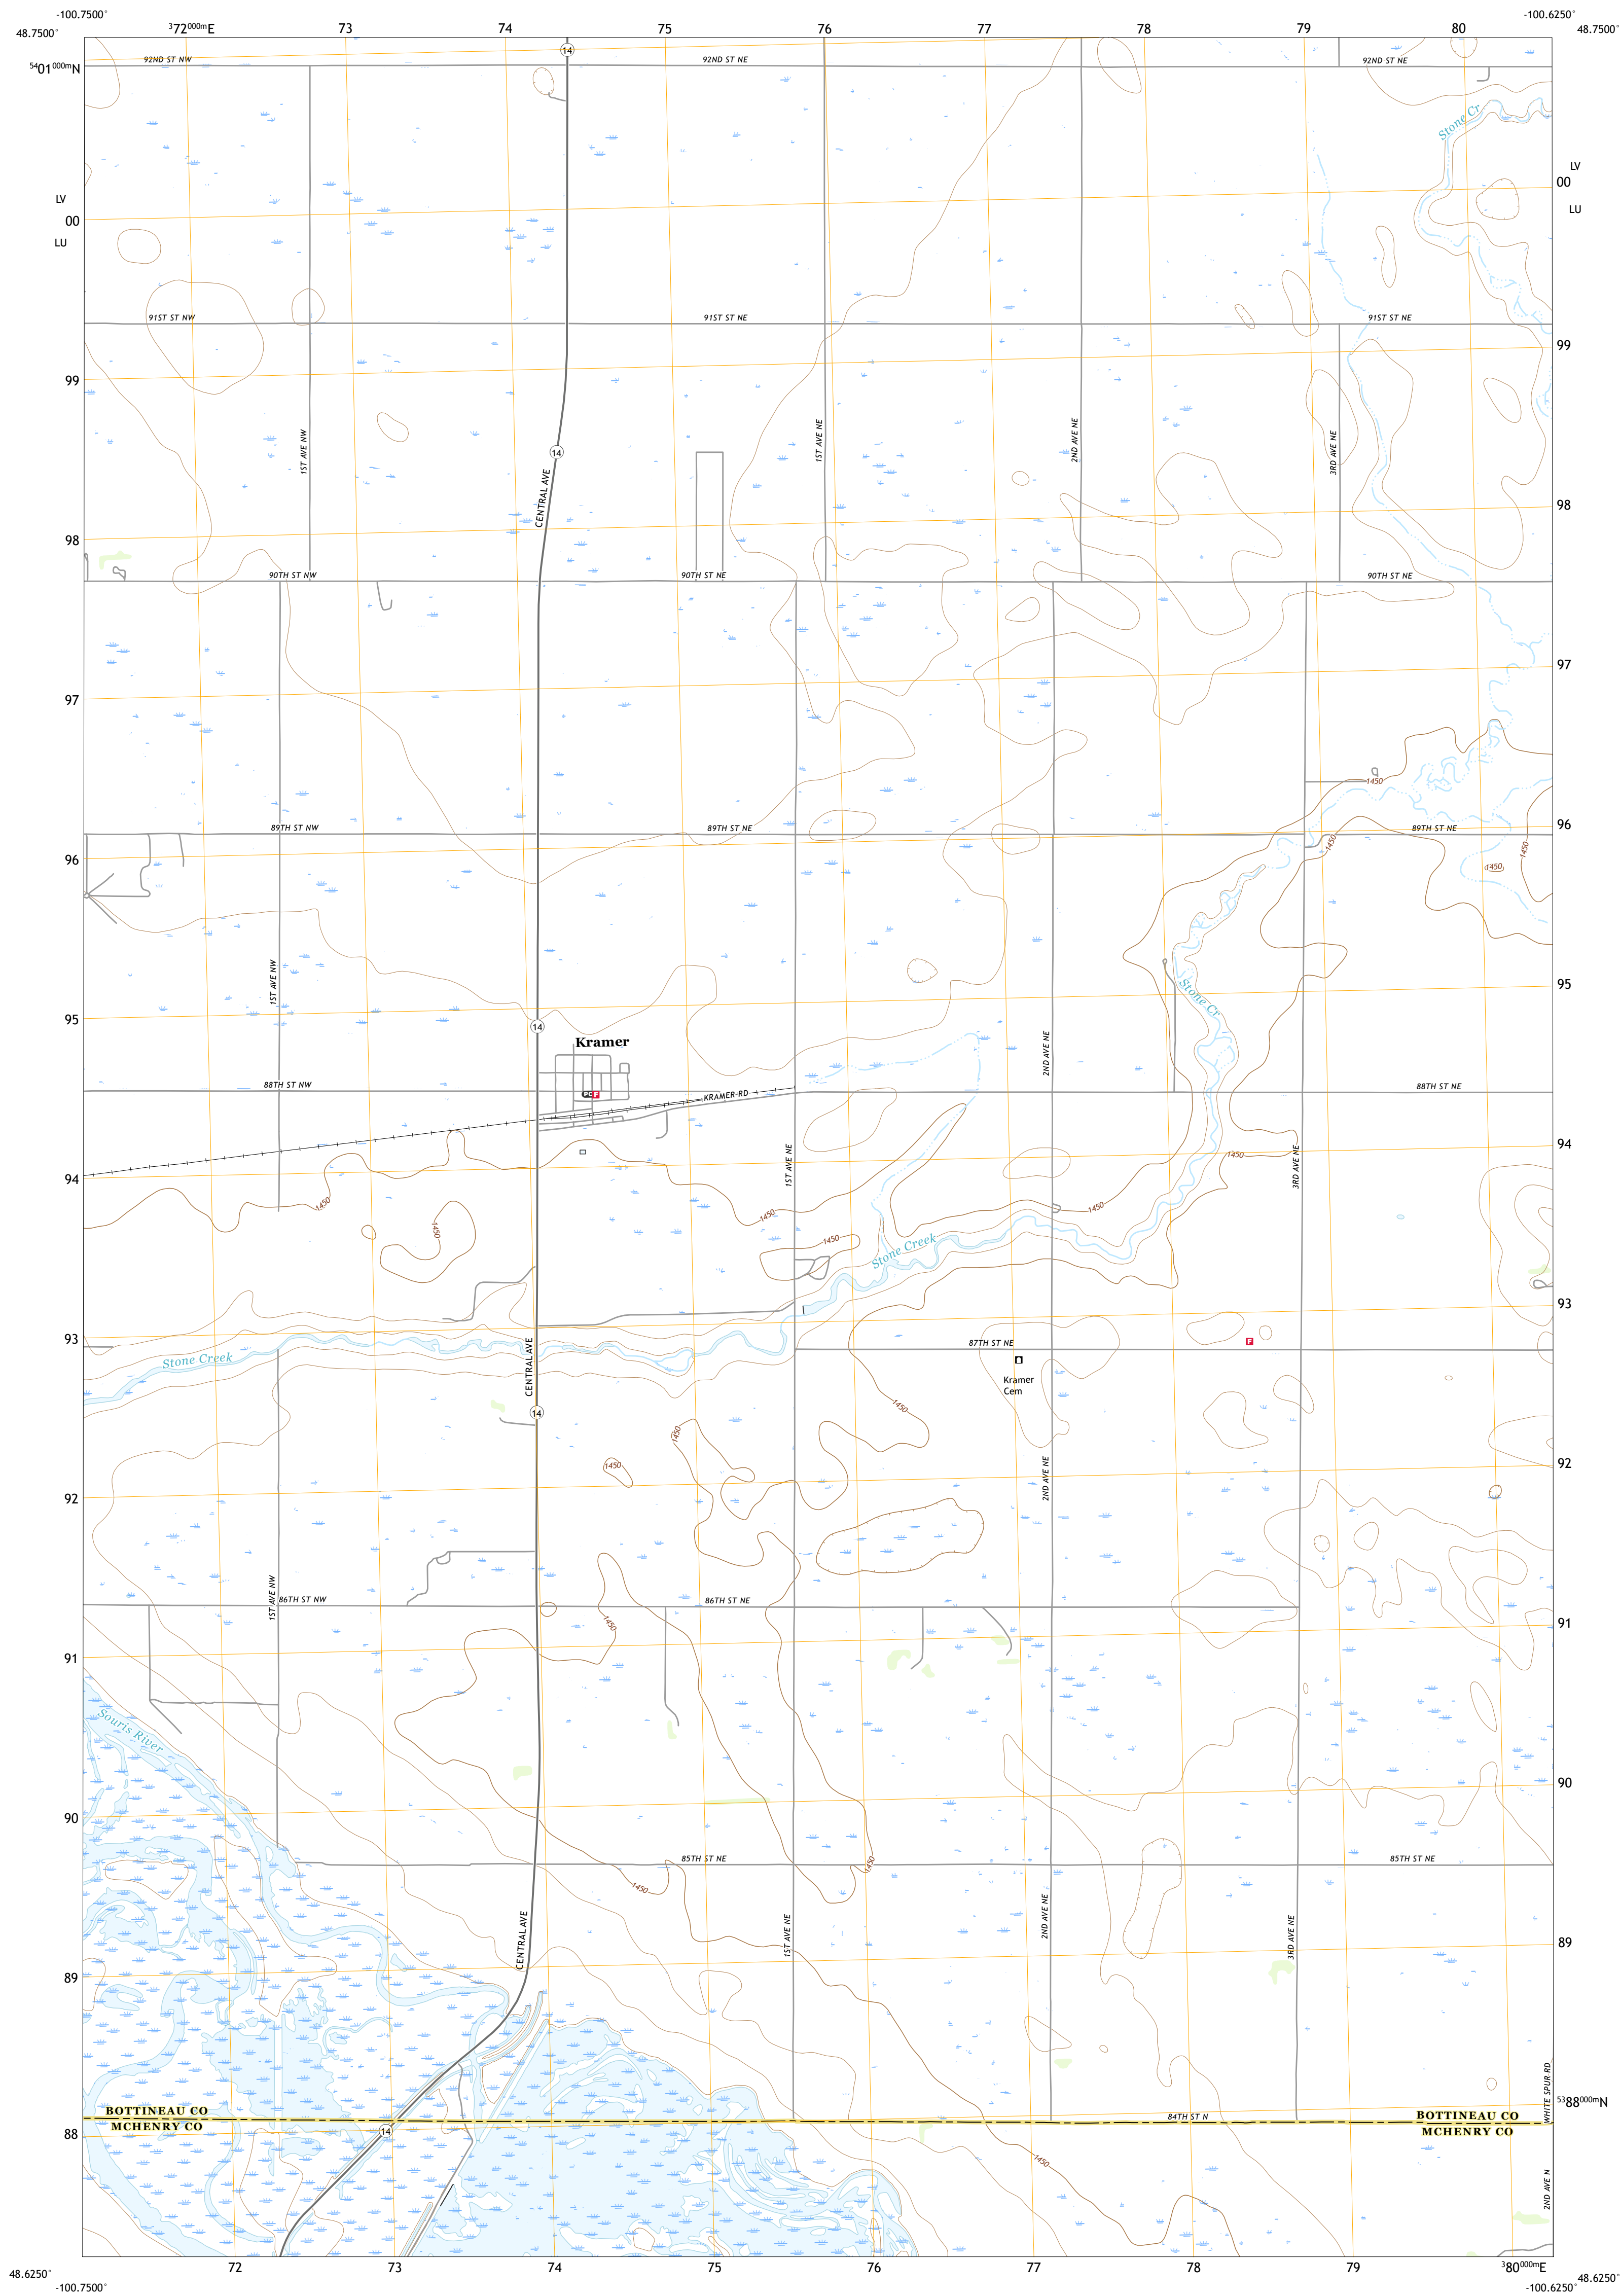 -100.7500°
-100.6250°
48.7500°
³72⁰⁰⁰ᵐE
73
74
75
76
77
78
79
80
48.7500°
14
92ND ST NW
92ND ST NE
92ND ST NE
⁵⁴01⁰⁰⁰ᵐN
Stone Cr
LV
LV
00
LU
00
LU
91ST ST NW
91ST ST NE
91ST ST NE
99
99
1ST AVE NW
14
1ST AVE NE
2ND AVE NE
3RD AVE NE
CENTRAL AVE
98
98
90TH ST NW
90TH ST NE
90TH ST NE
97
97
1450
89TH ST NW
89TH ST NE
89TH ST NE
96
96
1450
1450
1450
1ST AVE NW
Stone Cr
95
95
14
Kramer
2ND AVE NE
88TH ST NW
PO
F
KRAMER RD
88TH ST NE
94
94
1ST AVE NE
1450
3RD AVE NE
1450
1450
1450
1450
1450
Stone Creek
93
93
CENTRAL AVE
87TH ST NE
F
Stone Creek
Kramer
Cem
14
1450
1450
1450
92
92
2ND AVE NE
1ST AVE NW
86TH ST NW
86TH ST NE
1450
91
91
Souris River
90
90
85TH ST NE
85TH ST NE
1450
1450
CENTRAL AVE
1ST AVE NE
2ND AVE NE
3RD AVE NE
89
89
WHITE SPUR RD
BOTTINEAU CO
MCHENRY CO
84TH ST N
BOTTINEAU CO
MCHENRY CO
⁵³88⁰⁰⁰ᵐN
88
14
1450
2ND AVE N
48.6250°
72
73
74
75
76
77
78
79
³80⁰⁰⁰ᵐE
48.6250°
-100.7500°
-100.6250°